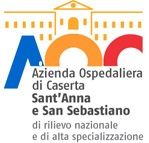 AOC
Azienda Ospedaliera
di Caserta
Sant'Anna
e San Sebastiano
di rilievo nazionale
e di alta specializzazione